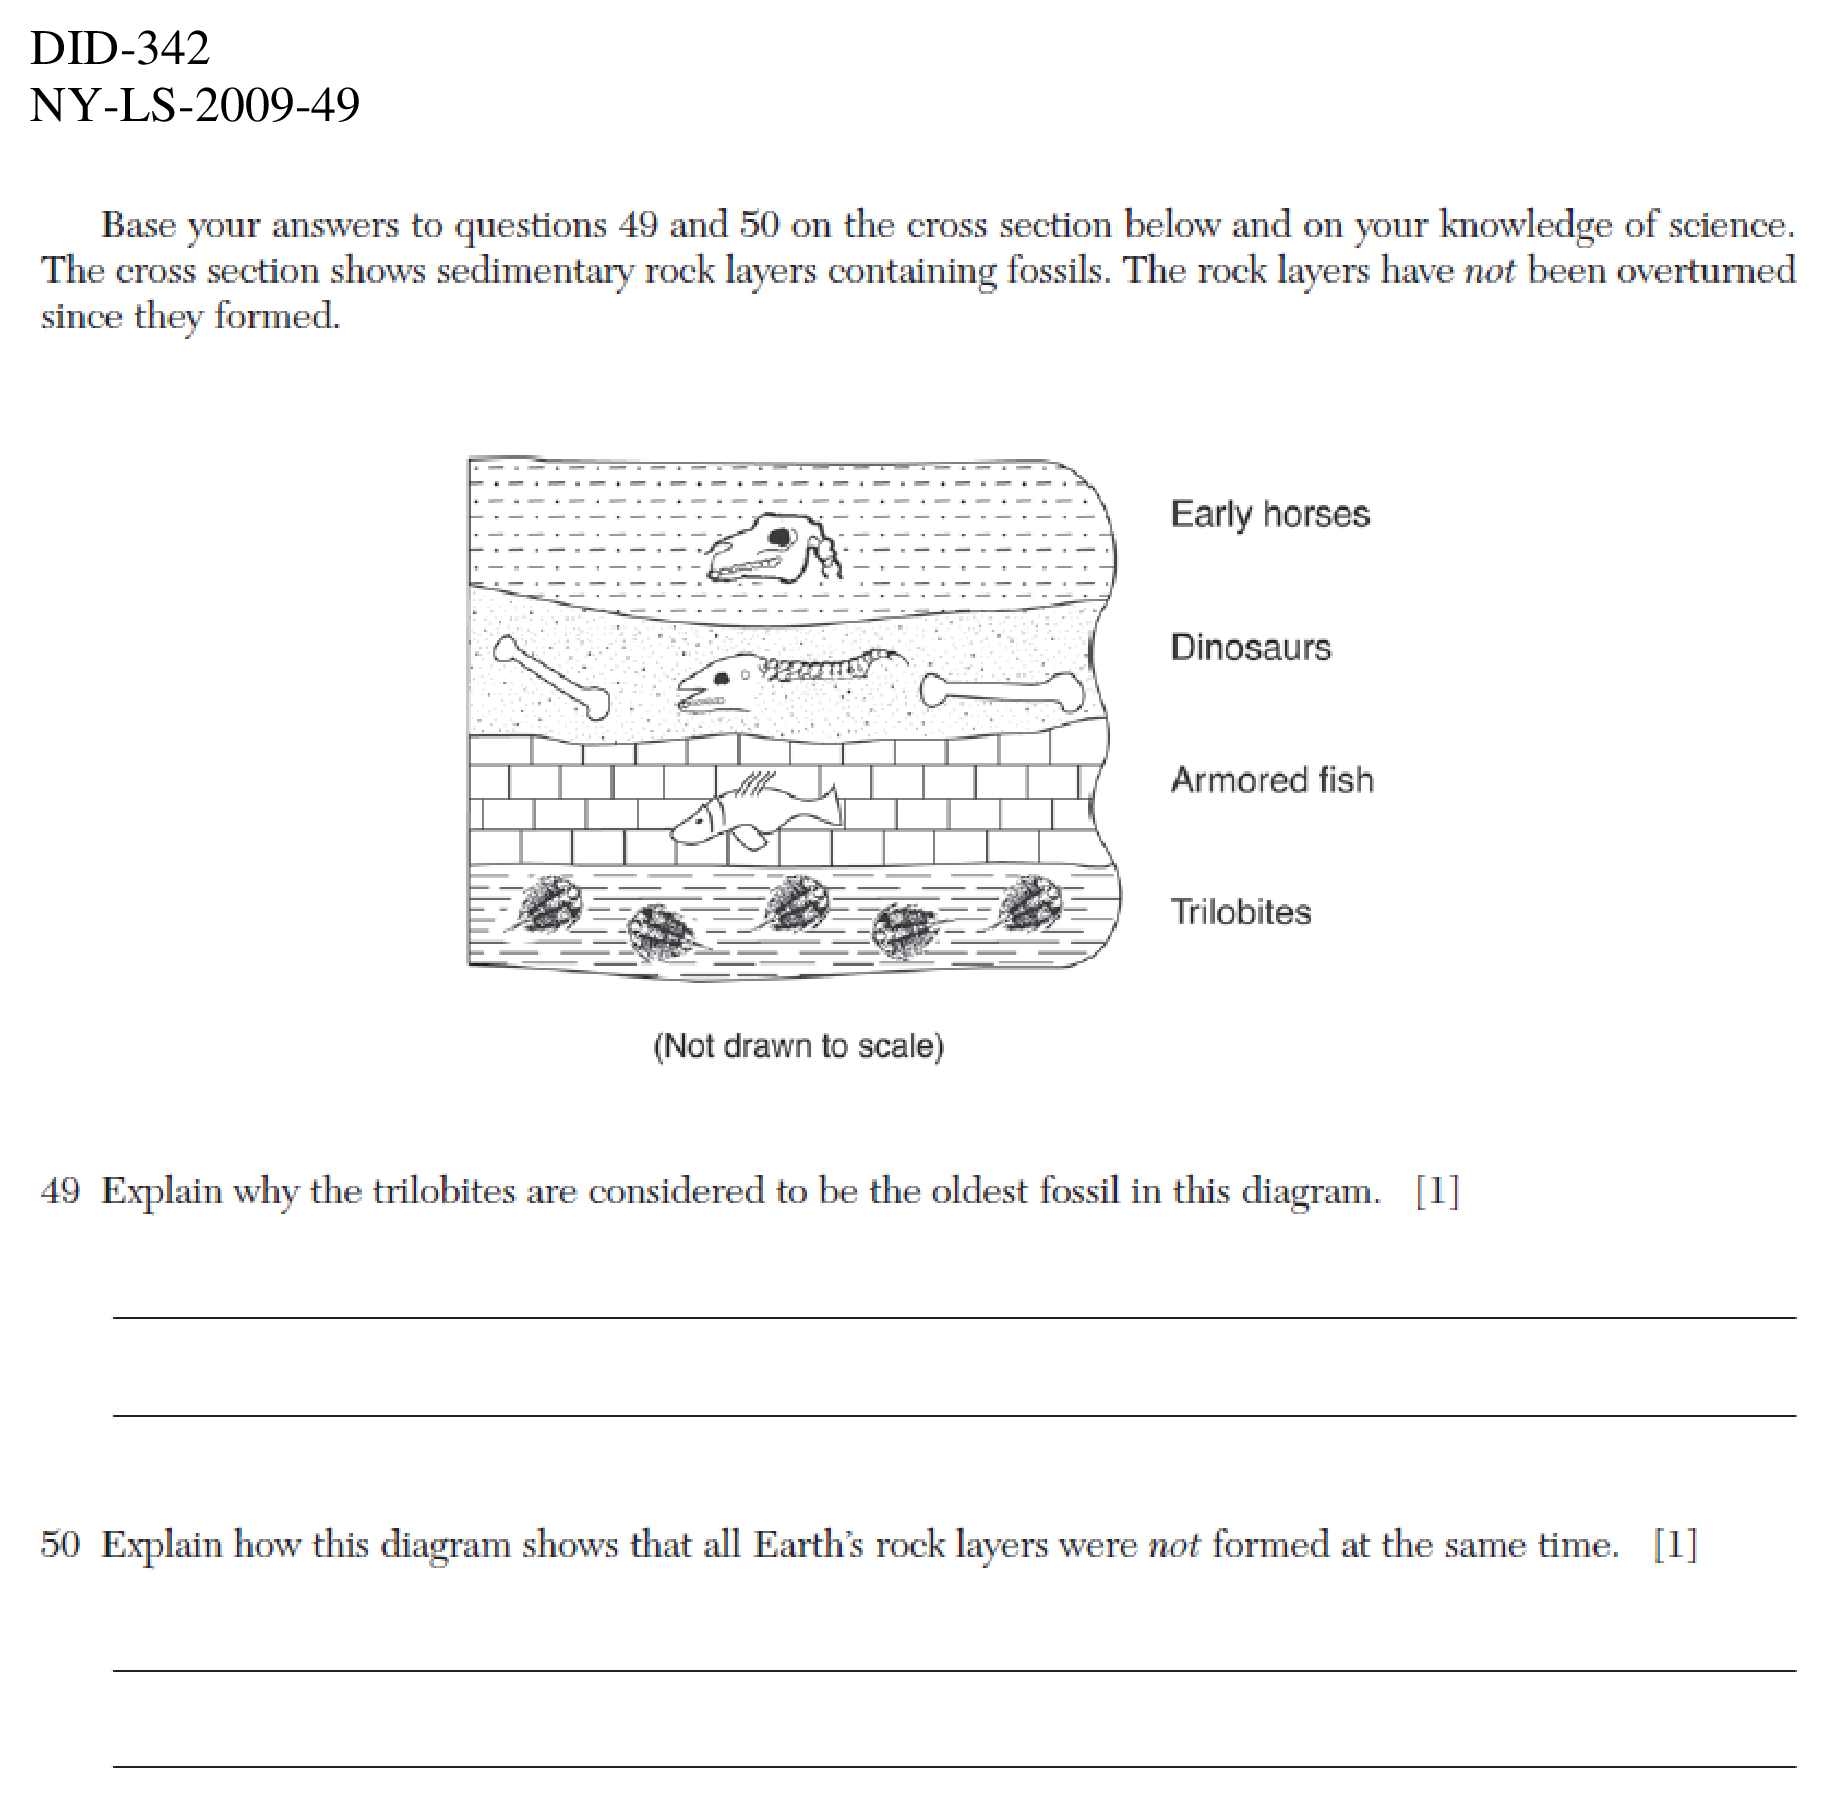 DID-342
NY-LS-2009-49
Base your answers to questions 49 and 50 on the cross section below and on your knowledge of science.
The cross section shows sedimentary rock layers containing fossils. The rock layers have not been overturned
since they formed.
Early horses
Dinosaurs
Armored fish
Trilobites
(Not drawn to scale)
49 Explain why the trilobites are considered to be the oldest fossil in this diagram. [1]
50 Explain how this diagram shows that all Earth's rock layers were not formed at the same time. [1]